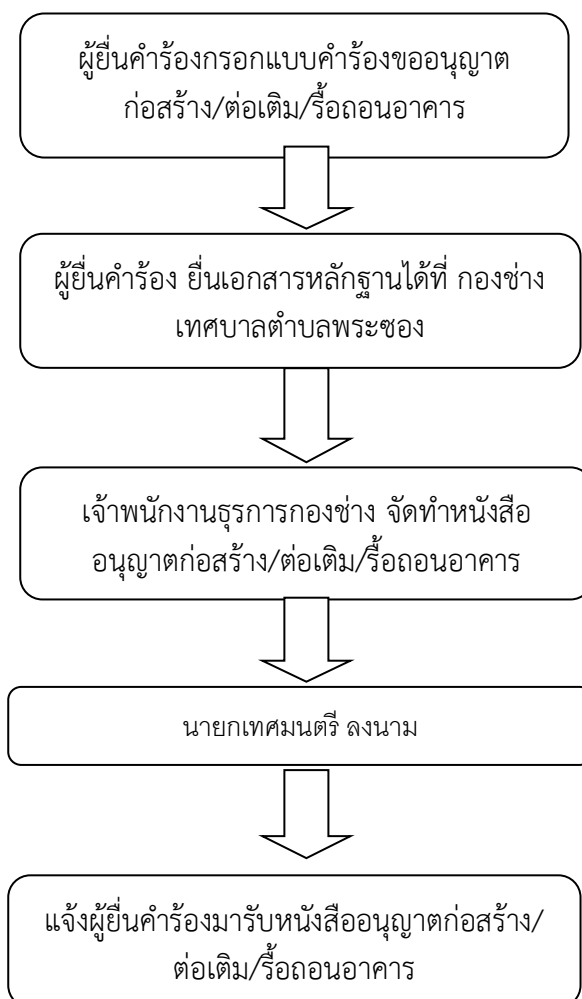 ผู้ยื่นคำร้องกรอกแบบคำร้องขออนุญาต
ก่อสร้าง/ต่อเติม/รื้อถอนอาคาร
ผู้ยื่นคำร้อง ยื่นเอกสารหลักฐานได้ที่ กองช่าง
เทศบาลตำบลพระซอง
เจ้าพนักงานธุรการกองช่าง จัดทำหนังสือ
อนุญาตก่อสร้าง/ต่อเติม/รื้อถอนอาคาร
นายกเทศมนตรี ลงนาม
แจ้งผู้ยื่นคำร้องมารับหนังสืออนุญาตก่อสร้าง/
ต่อเติม/รื้อถอนอาคาร